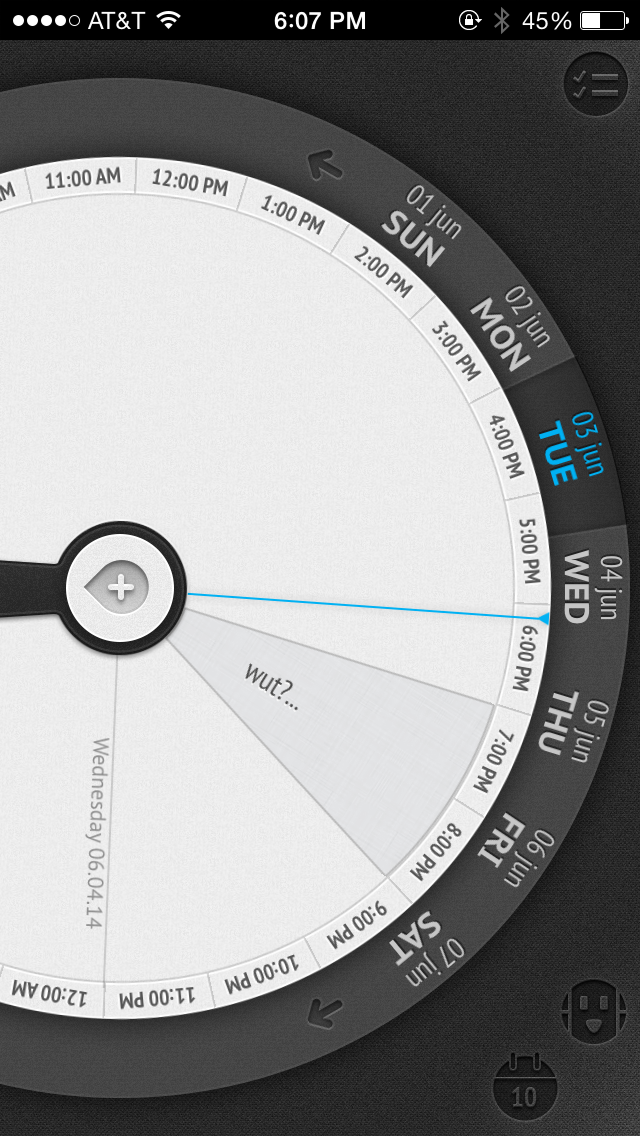 AT&T 6:07 PM 45%
M
11:00 AM
12:00 PM
1:00 PM
2:00 PM
3:00 PM
4:00 PM
5:00 PM
6:00 PM
7:00 PM
8:00 PM
9:00 PM
10:00 PM
11:00 PM
12:00 AM
01 jun
SUN
02 jun
MON
03 jun
TUE
04 jun
WED
05 jun
THU
06 jun
FRI
07 jun
SAT
wut?...
Wednesday 06.04.14
10